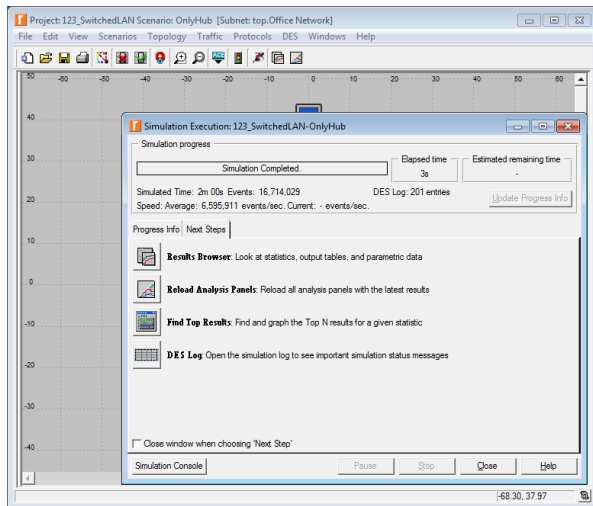 Project: 123_SwitchedLAN Scenario: OnlyHub [Subnet: top.Office Network]
File Edit View Scenarios Topology Traffic Protocols DES Windows Help
50 -60 -50 -40 -30 -20 -10 0 10 20 30 40 50 60
40
30
20
10
0
-10
-20
-30
-40
Simulation Execution: 123_SwitchedLAN-OnlyHub
Simulation progress
Simulation Completed.
Elapsed time
3s
Estimated remaining time
-
Simulated Time: 2m 00s Events: 16,714,029 DES Log: 201 entries
Speed: Average: 6,595,911 events/sec. Current: - events/sec.
Update Progress Info
Progress Info Next Steps
Results Browser: Look at statistics, output tables, and parametric data
Reload Analysis Panels: Reload all analysis panels with the latest results
Find Top Results: Find and graph the Top N results for a given statistic
DES Log: Open the simulation log to see important simulation status messages
Close window when choosing 'Next Step'
Simulation Console Pause Stop Close Help
-68.30, 37.97